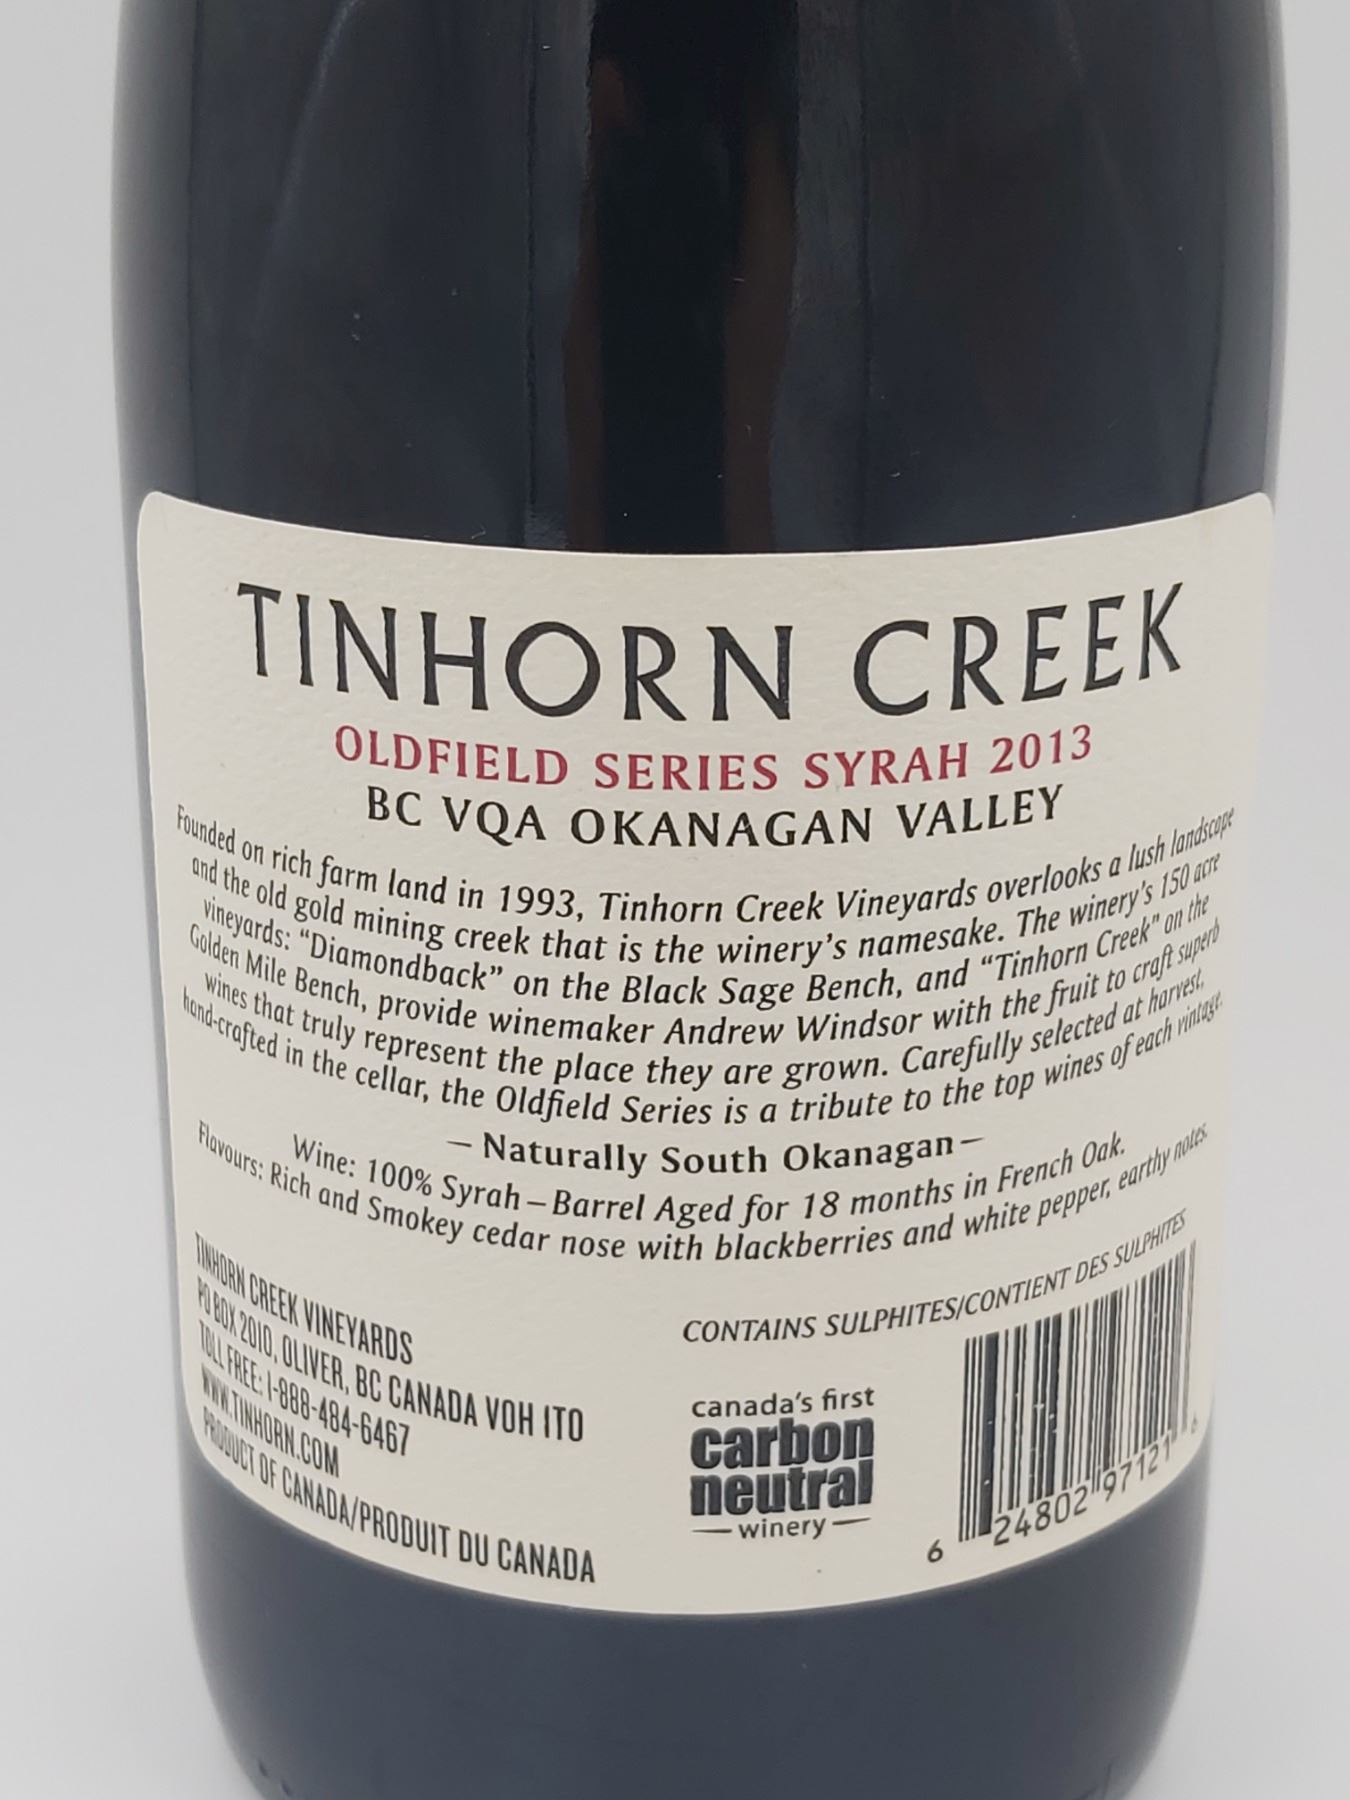 TINHORN CREEK
OLDFIELD SERIES SYRAH 2013
BC VQA OKANAGAN VALLEY
Founded on rich farm land in 1993, Tinhorn Creek Vineyards overlooks a lush landscape
and the old gold mining creek that is the winery's namesake. The winery's 150 acre
vineyards: "Diamondback" on the Black Sage Bench, and "Tinhorn Creek" on the
Golden Mile Bench, provide winemaker Andrew Windsor with the fruit to craft superb
wines that truly represent the place they are grown. Carefully selected at harvest,
hand-crafted in the cellar, the Oldfield Series is a tribute to the top wines of each vintage.
– Naturally South Okanagan –
Wine: 100% Syrah – Barrel Aged for 18 months in French Oak.
Flavours: Rich and Smokey cedar nose with blackberries and white pepper, earthy notes.
TINHORN CREEK VINEYARDS
PO BOX 2010, OLIVER, BC CANADA V0H 1T0
TOLL FREE: 1-888-484-6467
WWW.TINHORN.COM
PRODUCT OF CANADA/PRODUIT DU CANADA
CONTAINS SULPHITES/CONTIENT DES SULPHITES
canada's first
carbon
neutral
– winery –
6 24802 97121 6